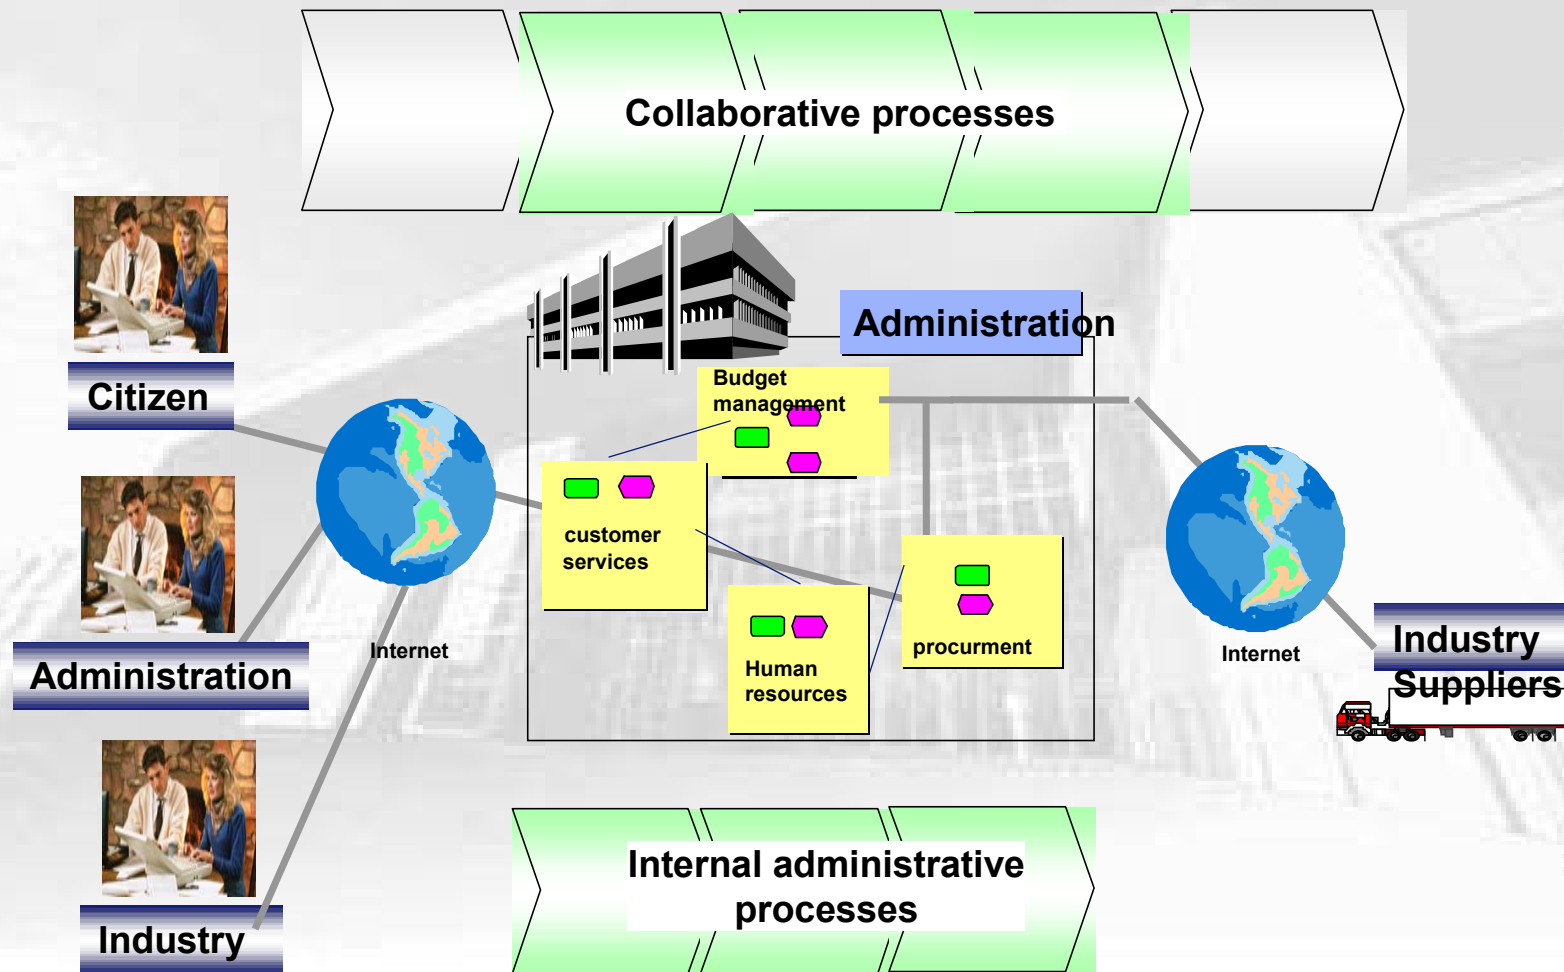 Collaborative processes
Administration
Citizen
Budget
management
customer
services
Internet
Administration
Human
resources
procurment
Internet
Industry
Suppliers
Internal administrative
processes
Industry